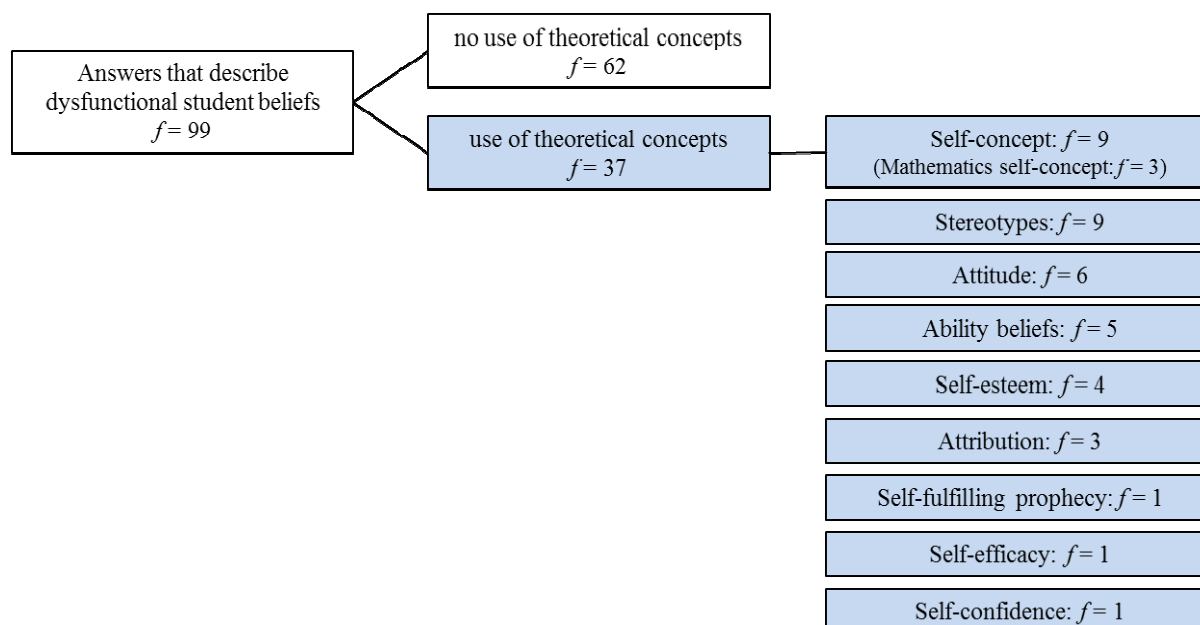 no use of theoretical concepts
f = 62
Answers that describe
dysfunctional student beliefs
f = 99
use of theoretical concepts
f = 37
Self-concept: f = 9
(Mathematics self-concept: f = 3)
Stereotypes: f = 9
Attitude: f = 6
Ability beliefs: f = 5
Self-esteem: f = 4
Attribution: f = 3
Self-fulfilling prophecy: f = 1
Self-efficacy: f = 1
Self-confidence: f = 1